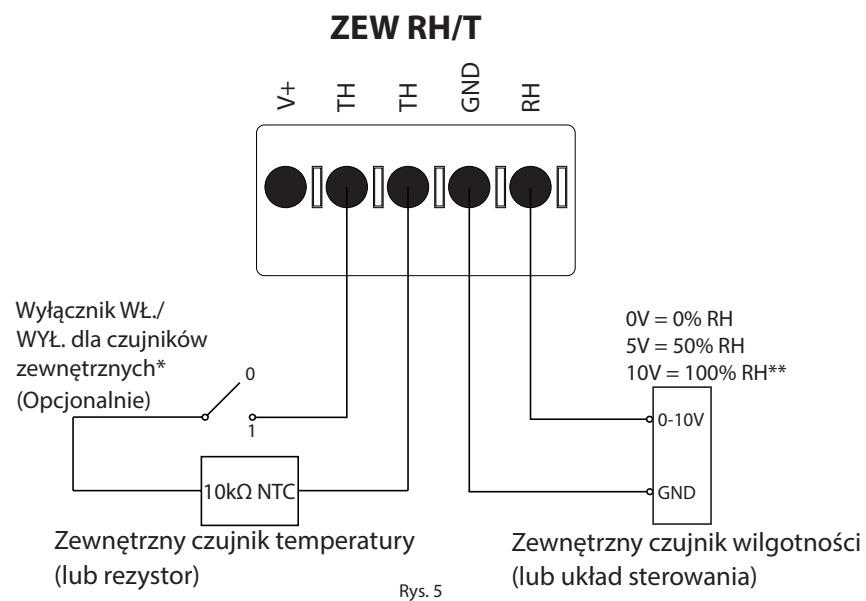 ZEW RH/T
V+
TH
TH
GND
RH
Wyłącznik WŁ./
WYŁ. dla czujników
zewnętrznych*
(Opcjonalnie)
0
1
10kΩ NTC
Zewnętrzny czujnik temperatury
(lub rezystor)
0V = 0% RH
5V = 50% RH
10V = 100% RH**
0-10V
GND
Zewnętrzny czujnik wilgotności
(lub układ sterowania)
Rys. 5